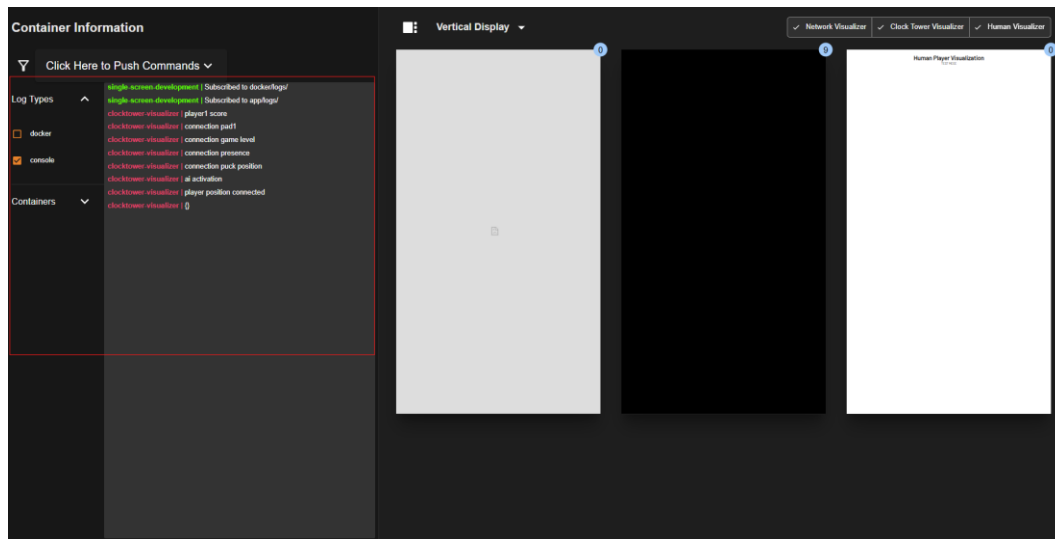 Container Information
Vertical Display
Network Visualizer
Clock Tower Visualizer
Human Visualizer
Click Here to Push Commands
Log Types
docker
console
Containers
single-screen-development | Subscribed to docker/logs/
single-screen-development | Subscribed to app/logs/
clocktower-visualizer | player1 score
clocktower-visualizer | connection pad1
clocktower-visualizer | connection game level
clocktower-visualizer | connection presence
clocktower-visualizer | connection puck position
clocktower-visualizer | ai activation
clocktower-visualizer | player position connected
clocktower-visualizer | {}
0
9
0
Human Player Visualization